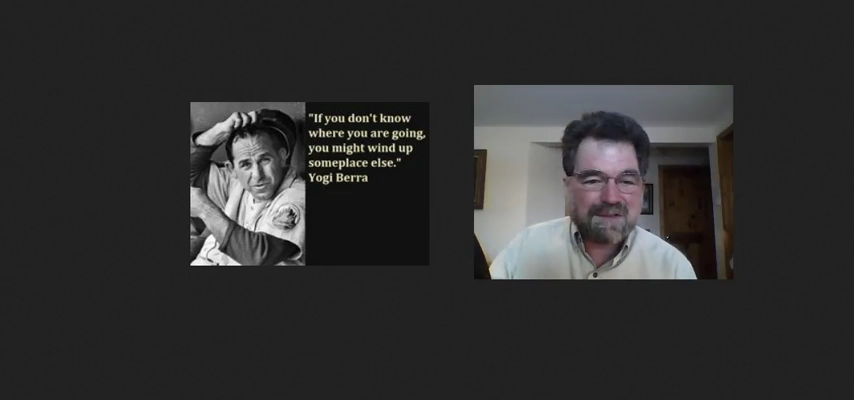 "If you don't know
where you are going,
you might wind up
someplace else."
Yogi Berra